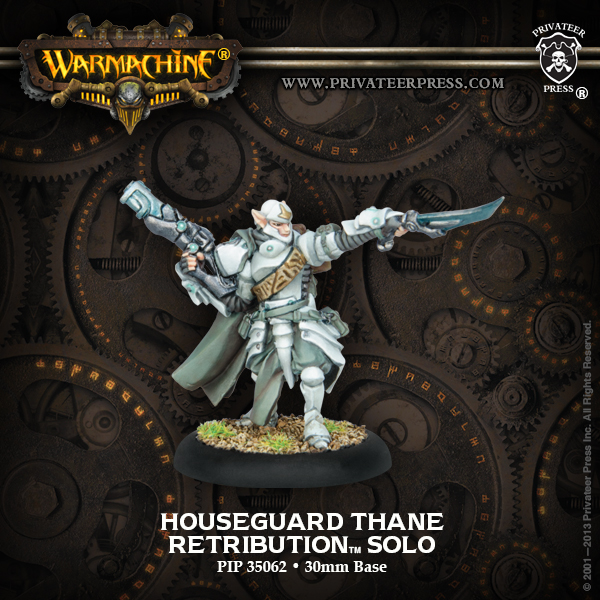 WARMACHINE®
PRIVATEER
PRESS®
WWW.PRIVATEERPRESS.COM
HOUSEGUARD THANE
RETRIBUTION™ SOLO
PIP 35062 • 30mm Base
© 2001–2013 Privateer Press Inc. All Rights Reserved.